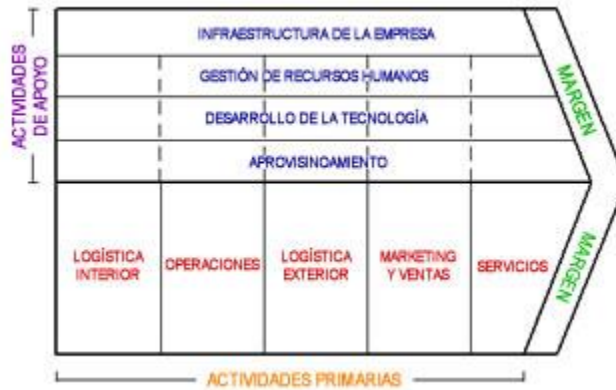 ACTIVIDADES
DE APOYO
INFRAESTRUCTURA DE LA EMPRESA
GESTIÓN DE RECURSOS HUMANOS
DESARROLLO DE LA TECNOLOGÍA
APROVISINOAMIENTO
MARGEN
LOGÍSTICA
INTERIOR
OPERACIONES
LOGÍSTICA
EXTERIOR
MARKETING
Y VENTAS
SERVICIOS
MARGEN
ACTIVIDADES PRIMARIAS